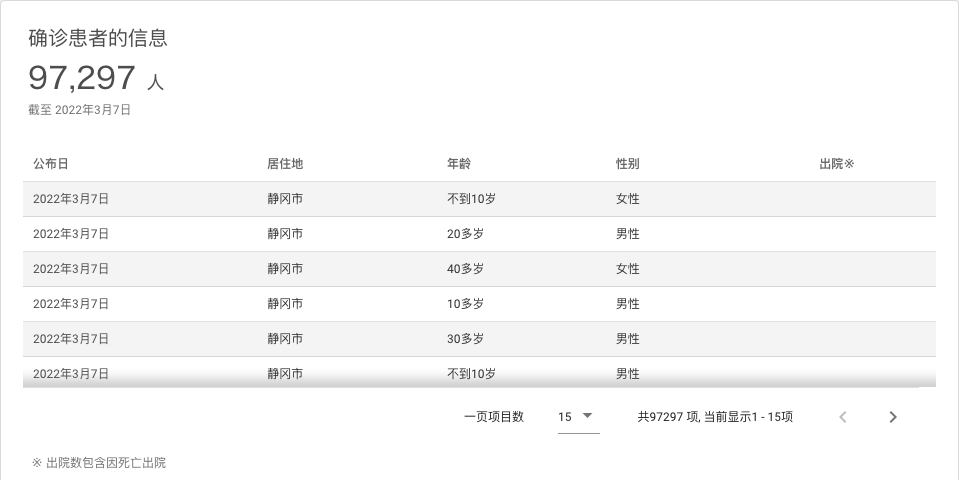 确诊患者的信息
97,297 人
截至 2022年3月7日
公布日 居住地 年龄 性别 出院※
2022年3月7日 静冈市 不到10岁 女性
2022年3月7日 静冈市 20多岁 男性
2022年3月7日 静冈市 40多岁 女性
2022年3月7日 静冈市 10多岁 男性
2022年3月7日 静冈市 30多岁 男性
2022年3月7日 静冈市 不到10岁 男性
一页项目数 15 共97297 项, 当前显示1 - 15项
※ 出院数包含因死亡出院